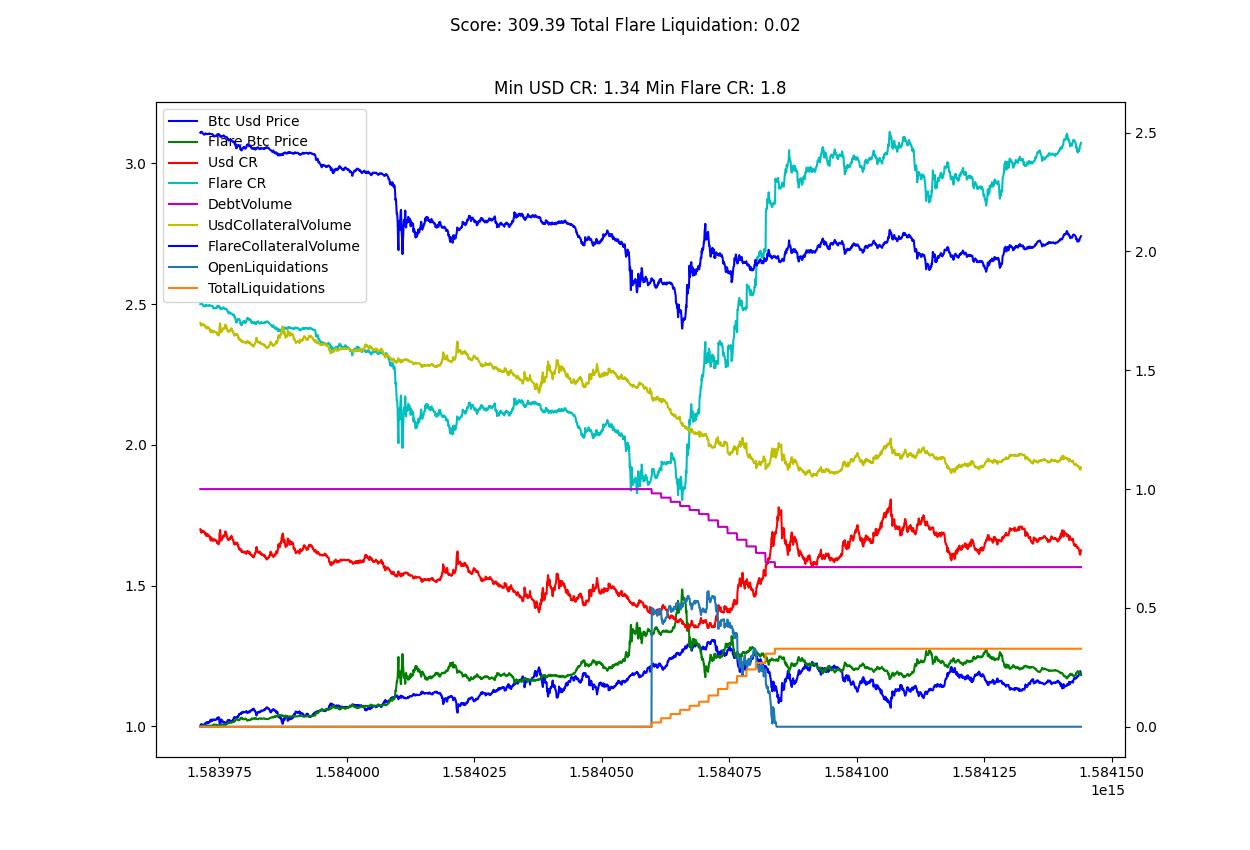 Score: 309.39 Total Flare Liquidation: 0.02
Min USD CR: 1.34 Min Flare CR: 1.8
Btc Usd Price
Flare Btc Price
Usd CR
Flare CR
DebtVolume
UsdCollateralVolume
FlareCollateralVolume
OpenLiquidations
TotalLiquidations
3.0
2.5
2.0
1.5
1.0
2.5
2.0
1.5
1.0
0.5
0.0
1.583975 1.584000 1.584025 1.584050 1.584075 1.584100 1.584125 1.584150
1e15